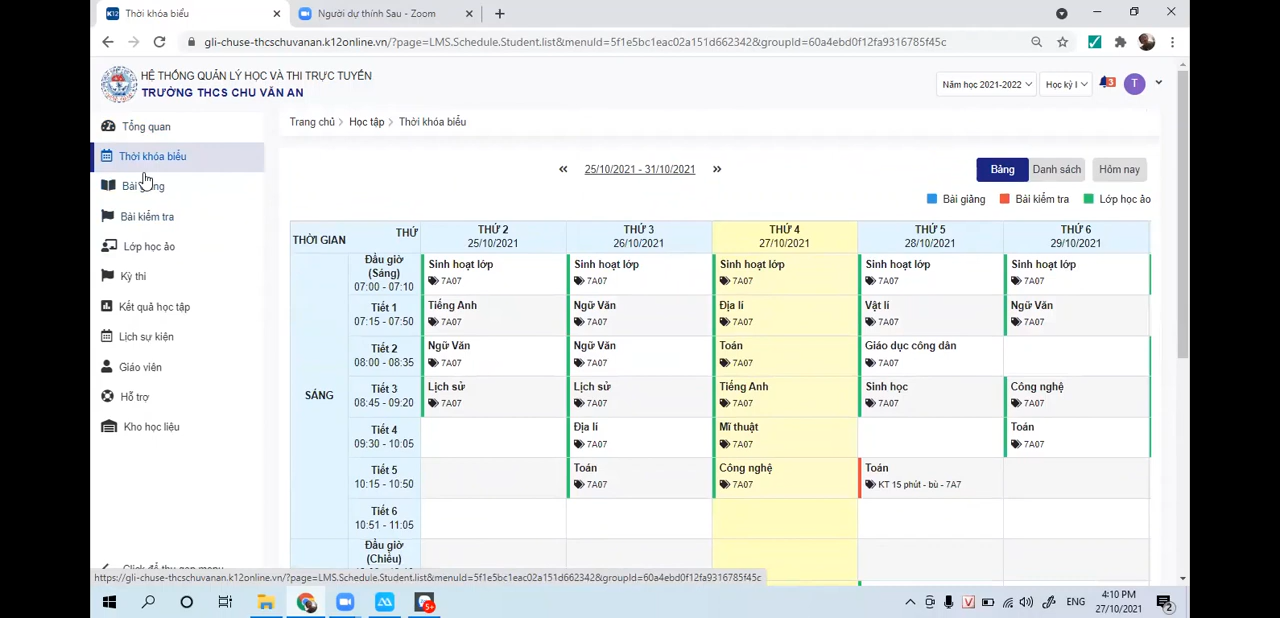 Thời khóa biểu
Người dự thính Sau - Zoom
gli-chuse-thcschuvanan.k12online.vn/?page=LMS.Schedule.Student.list&menuId=5f1e5bc1eac02a151d662342&groupId=60a4ebd0f12fa9316785f45c
HỆ THỐNG QUẢN LÝ HỌC VÀ THI TRỰC TUYẾN
TRƯỜNG THCS CHU VĂN AN
Năm học 2021-2022
Học kỳ I
3
T
Tổng quan
Thời khóa biểu
Bài kiểm tra
Lớp học ảo
Kỳ thi
Kết quả học tập
Lịch sự kiện
Giáo viên
Hỗ trợ
Kho học liệu
Trang chủ > Học tập > Thời khóa biểu
« 25/10/2021 - 31/10/2021 »
Bảng Danh sách Hôm nay
Bài giảng Bài kiểm tra Lớp học ảo
THỜI GIAN THỨ
THỨ 2 THỨ 3 THỨ 4 THỨ 5 THỨ 6
25/10/2021 26/10/2021 27/10/2021 28/10/2021 29/10/2021
SÁNG
Đầu giờ
(Sáng)
07:00 - 07:10
Sinh hoạt lớp Sinh hoạt lớp Sinh hoạt lớp Sinh hoạt lớp Sinh hoạt lớp
7A07 7A07 7A07 7A07 7A07
Tiết 1
07:15 - 07:50
Tiếng Anh Ngữ Văn Địa lí Vật lí Ngữ Văn
7A07 7A07 7A07 7A07 7A07
Tiết 2
08:00 - 08:35
Ngữ Văn Ngữ Văn Toán Giáo dục công dân
7A07 7A07 7A07 7A07
Tiết 3
08:45 - 09:20
Lịch sử Lịch sử Tiếng Anh Sinh học Công nghệ
7A07 7A07 7A07 7A07 7A07
Tiết 4
09:30 - 10:05
Địa lí Mĩ thuật Toán
7A07 7A07 7A07
Tiết 5
10:15 - 10:50
Toán Công nghệ Toán
7A07 7A07 KT 15 phút - bù - 7A7
Tiết 6
10:51 - 11:05
Đầu giờ
(Chiều)
https://gli-chuse-thcschuvanan.k12online.vn/?page=LMS.Schedule.Student.list&menuId=5f1e5bc1eac02a151d662342&groupId=60a4ebd0f12fa9316785f45c
5+
ENG
4:10 PM
27/10/2021
2